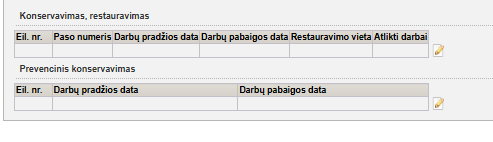 Konservavimas, restauravimas
Eil. nr. Paso numeris Darbų pradžios data Darbų pabaigos data Restauravimo vieta Atlikti darbai
Prevencinis konservavimas
Eil. nr. Darbų pradžios data Darbų pabaigos data